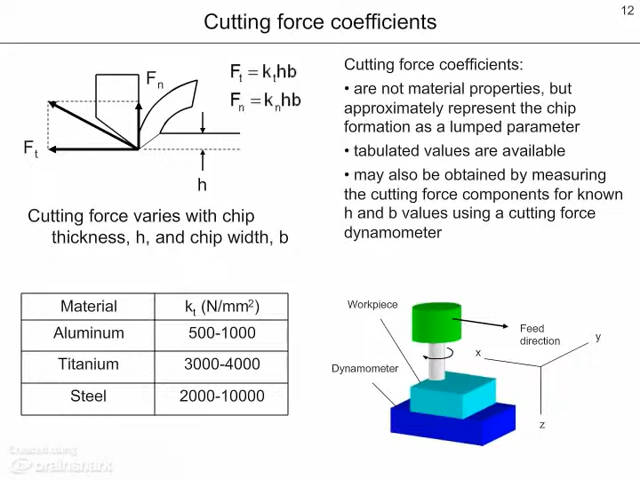 12
Cutting force coefficients
Fn
Ft = kthb
Fn = knhb
Ft
h
Cutting force varies with chip
thickness, h, and chip width, b
Cutting force coefficients:
• are not material properties, but
approximately represent the chip
formation as a lumped parameter
• tabulated values are available
• may also be obtained by measuring
the cutting force components for known
h and b values using a cutting force
dynamometer
Material kt (N/mm2)
Aluminum 500-1000
Titanium 3000-4000
Steel 2000-10000
Workpiece
Feed
direction
y
x
Dynamometer
z
Created using
brainshark